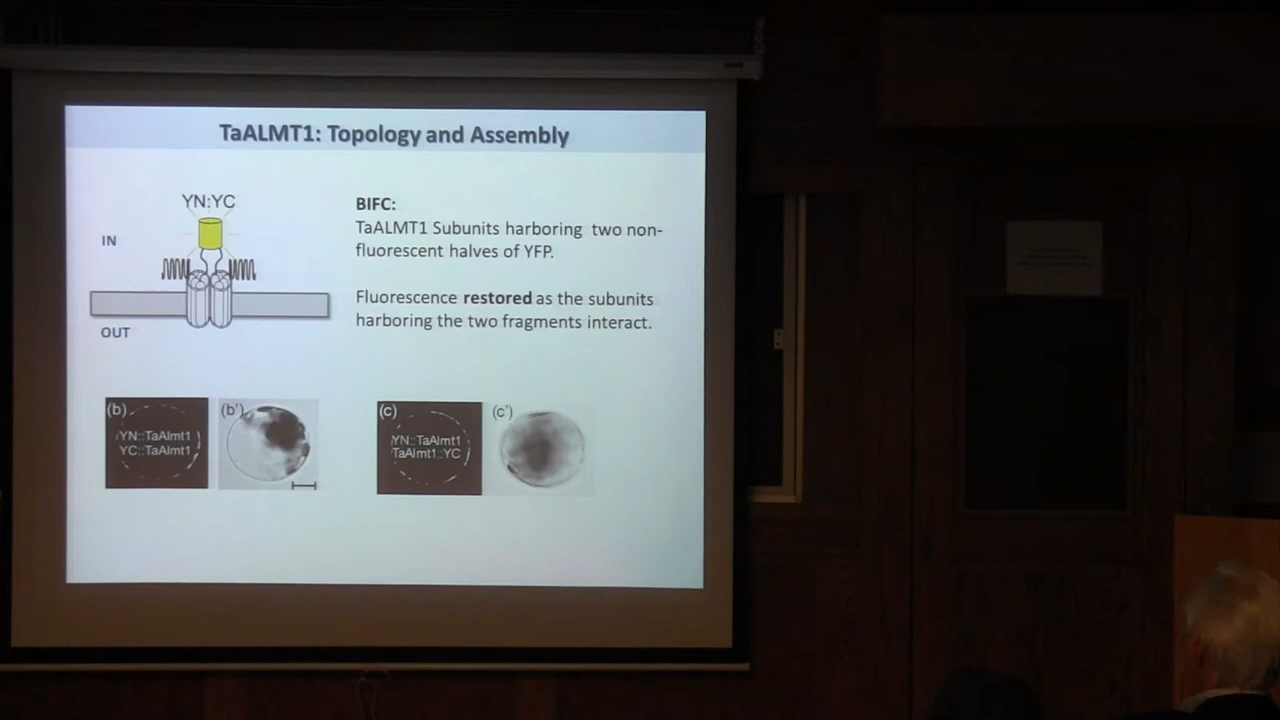 TaALMT1: Topology and Assembly
YN:YC
IN
OUT
BIFC:
TaALMT1 Subunits harboring two non-
fluorescent halves of YFP.
Fluorescence restored as the subunits
harboring the two fragments interact.
(b)
YN::TaAlmt1
YC::TaAlmt1
(b')
(c)
YN::TaAlmt1
TaAlmt1::YC
(c')